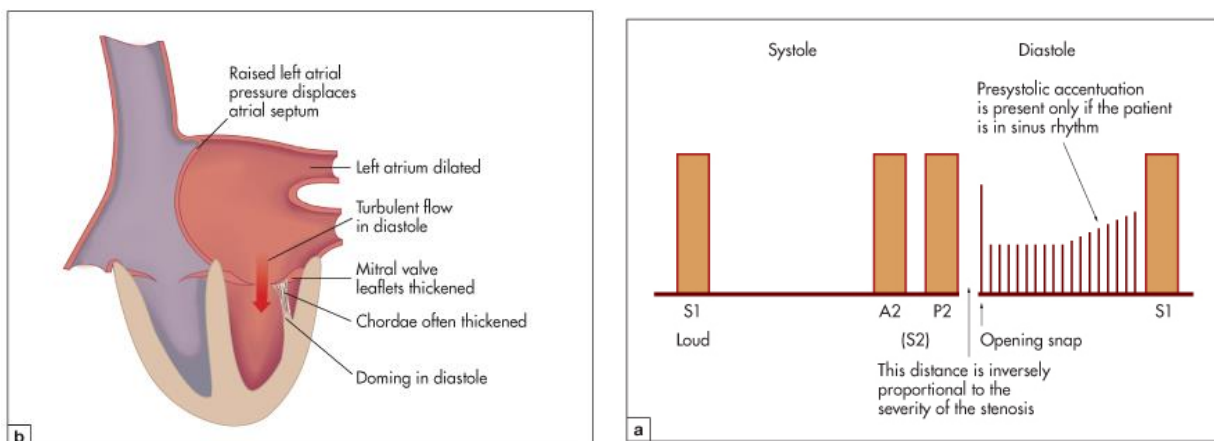 Raised left atrial
pressure displaces
atrial septum
Left atrium dilated
Turbulent flow
in diastole
Mitral valve
leaflets thickened
Chordae often thickened
Doming in diastole
b
Systole
Diastole
Presystolic accentuation
is present only if the patient
is in sinus rhythm
S1
A2
P2
S1
Loud
(S2)
Opening snap
This distance is inversely
proportional to the
severity of the stenosis
a